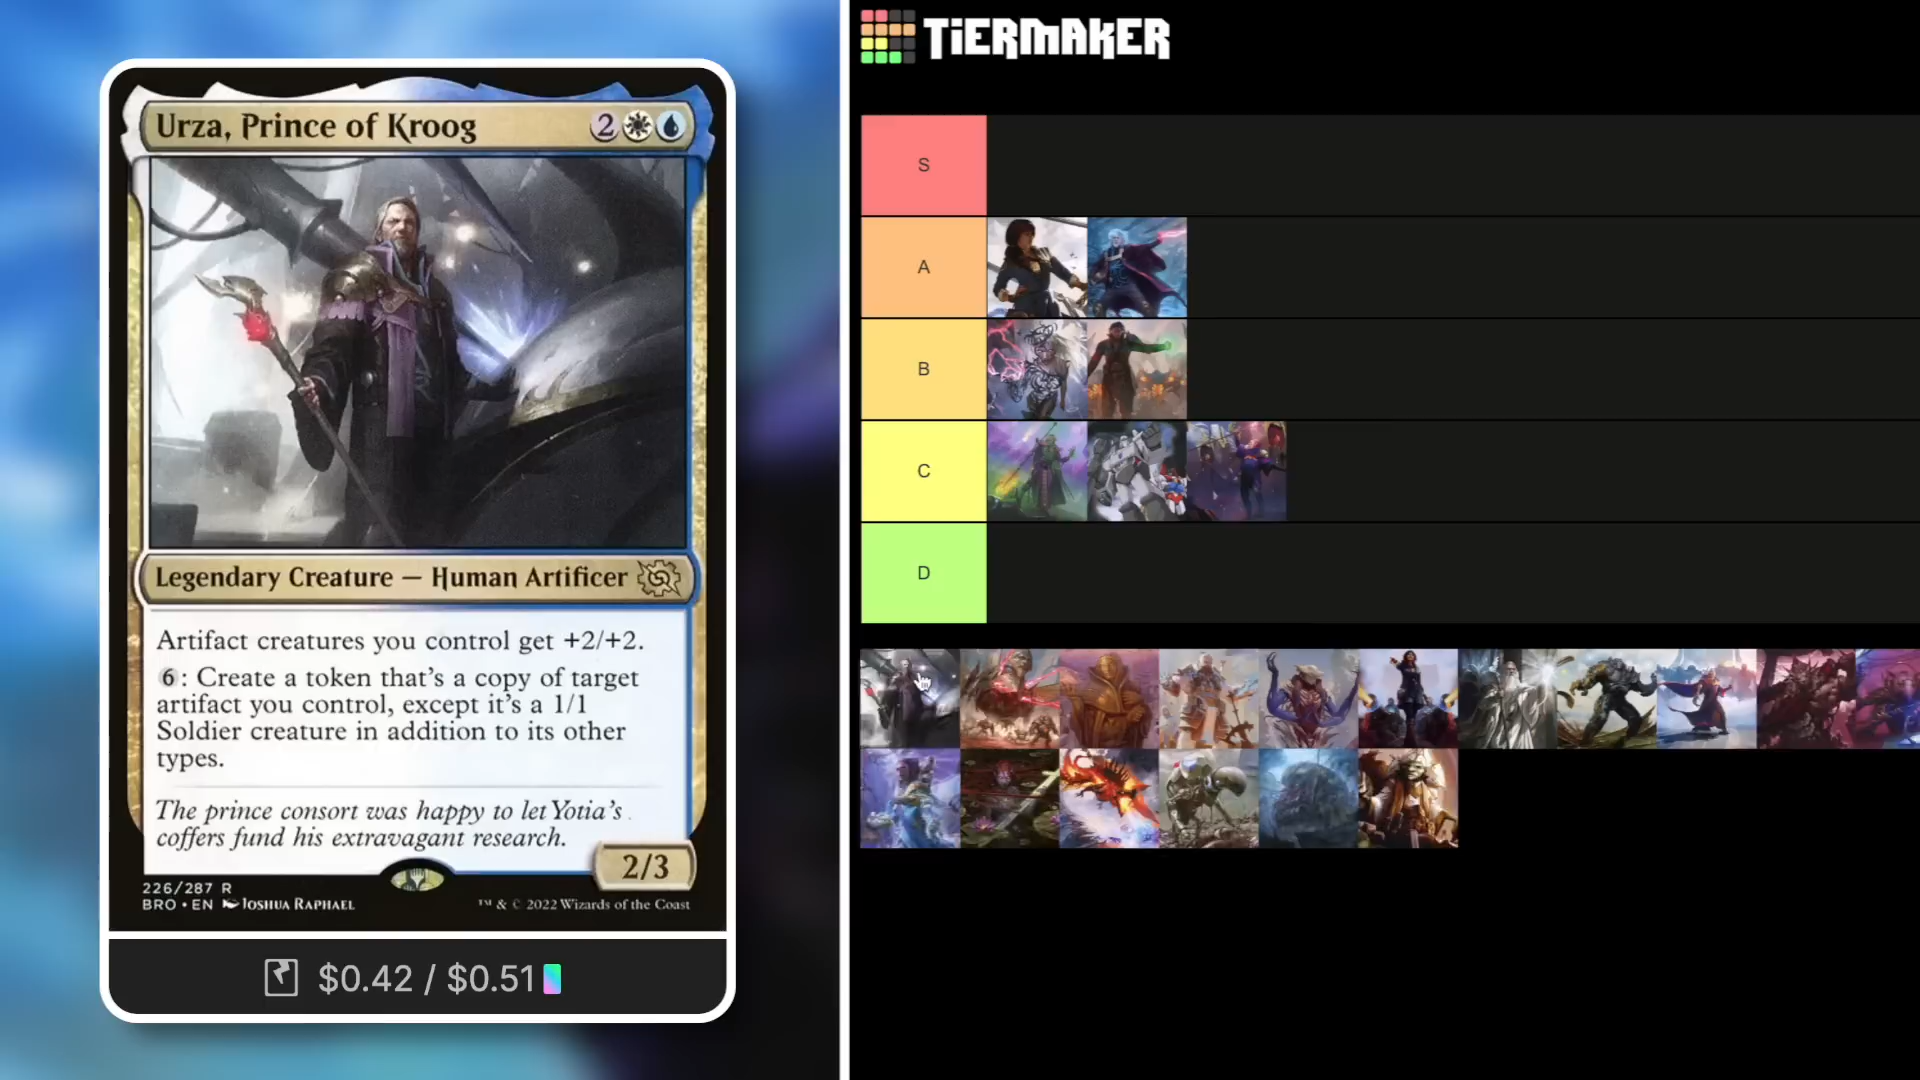 Urza, Prince of Kroog 2
Legendary Creature — Human Artificer
Artifact creatures you control get +2/+2.
6: Create a token that's a copy of target
artifact you control, except it's a 1/1
Soldier creature in addition to its other
types.
The prince consort was happy to let Yotia's
coffers fund his extravagant research.
2/3
226/287 R
BRO • EN JOSHUA RAPHAEL
™ & © 2022 Wizards of the Coast
$0.42 / $0.51
TiERMAKER
S
A
B
C
D